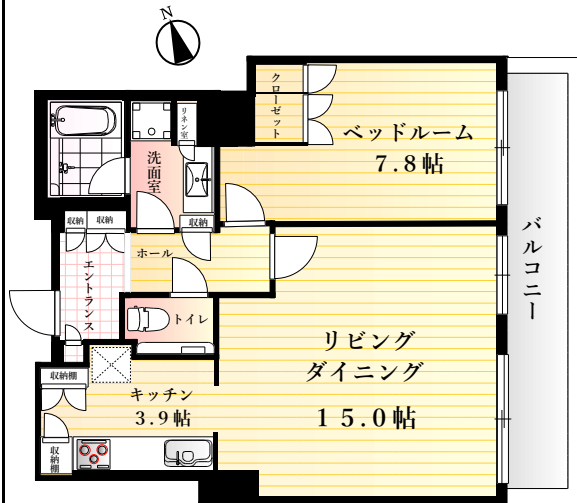 N
クローゼット
ベッドルーム
7.8帖
リネン室
洗面室
収納
収納
収納
ホール
エントランス
バルコニー
トイレ
リビング
ダイニング
15.0帖
収納棚
キッチン
3.9帖
収納棚